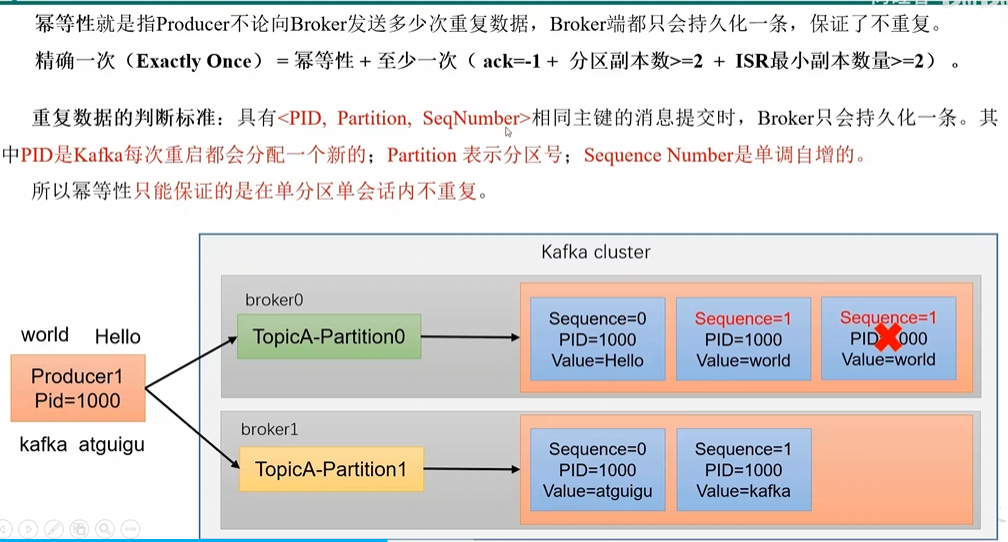 幂等性就是指Producer不论向Broker发送多少次重复数据，Broker端都只会持久化一条，保证了不重复。
精确一次（Exactly Once）= 幂等性 + 至少一次（ ack=-1 + 分区副本数>=2 + ISR最小副本数量>=2）。
重复数据的判断标准：具有<PID, Partition, SeqNumber>相同主键的消息提交时，Broker只会持久化一条。其
中PID是Kafka每次重启都会分配一个新的；Partition 表示分区号；Sequence Number是单调自增的。
所以幂等性只能保证的是在单分区单会话内不重复。
Kafka cluster
broker0
world Hello
Producer1
Pid=1000
kafka atguigu
TopicA-Partition0
Sequence=0
PID=1000
Value=Hello
Sequence=1
PID=1000
Value=world
Sequence=1
PID 000
Value=world
broker1
TopicA-Partition1
Sequence=0
PID=1000
Value=atguigu
Sequence=1
PID=1000
Value=kafka